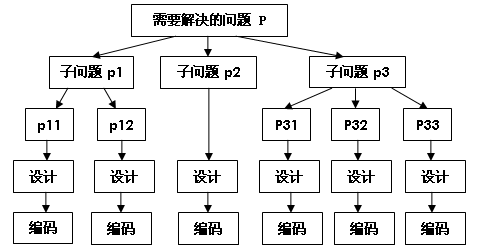 需要解决的问题 P
子问题 p1 子问题 p2 子问题 p3
p11 p12 P31 P32 P33
设计 设计 设计 设计 设计 设计
编码 编码 编码 编码 编码 编码